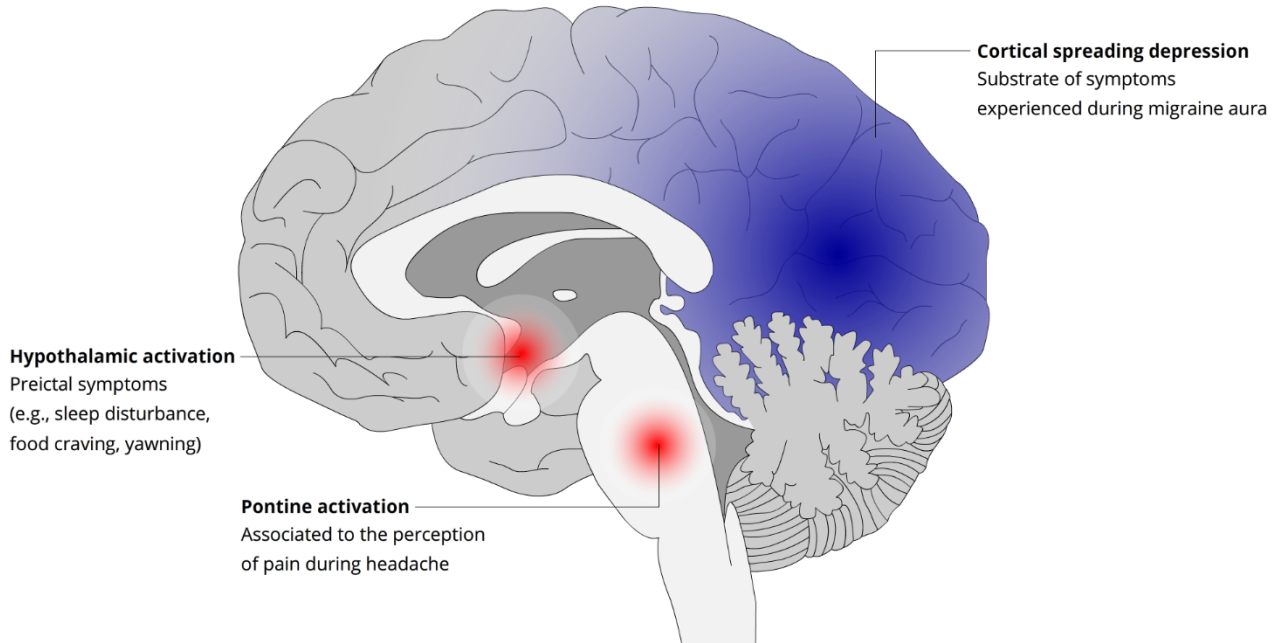 Cortical spreading depression
Substrate of symptoms
experienced during migraine aura
Hypothalamic activation
Preictal symptoms
(e.g., sleep disturbance,
food craving, yawning)
Pontine activation
Associated to the perception
of pain during headache